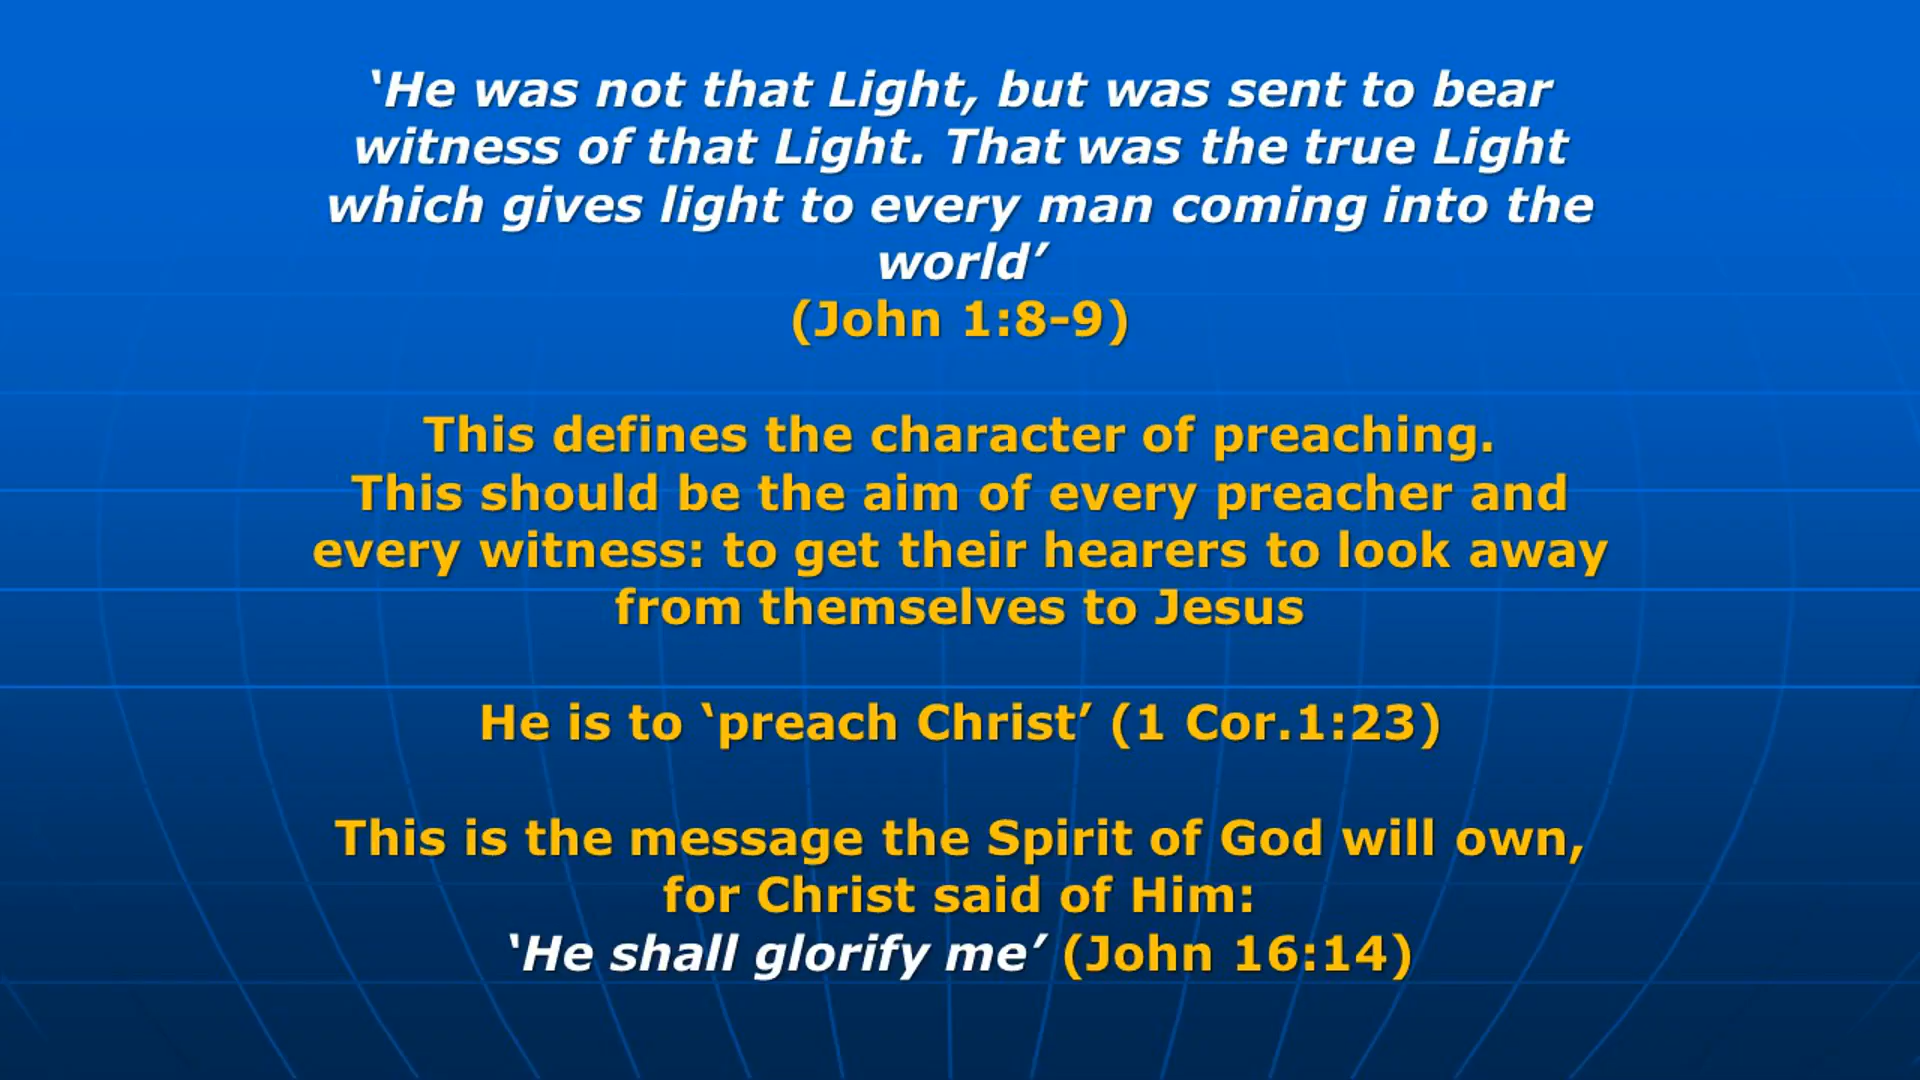 ‘He was not that Light, but was sent to bear
witness of that Light. That was the true Light
which gives light to every man coming into the
world’
(John 1:8-9)
This defines the character of preaching.
This should be the aim of every preacher and
every witness: to get their hearers to look away
from themselves to Jesus
He is to ‘preach Christ’ (1 Cor.1:23)
This is the message the Spirit of God will own,
for Christ said of Him:
‘He shall glorify me’ (John 16:14)